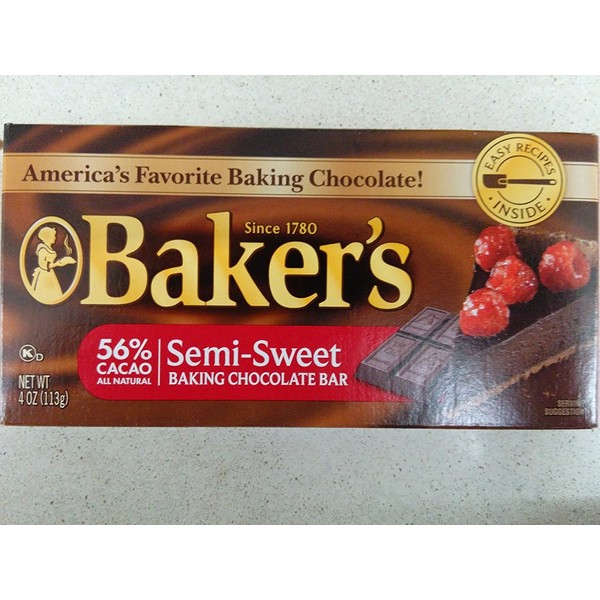 America's Favorite Baking Chocolate!
EASY RECIPES
• INSIDE •
Since 1780
BAKER'S
56%
CACAO
ALL NATURAL
Semi-Sweet
BAKING CHOCOLATE BAR
K D
NET WT
4 OZ (113g)
SERVING
SUGGESTION